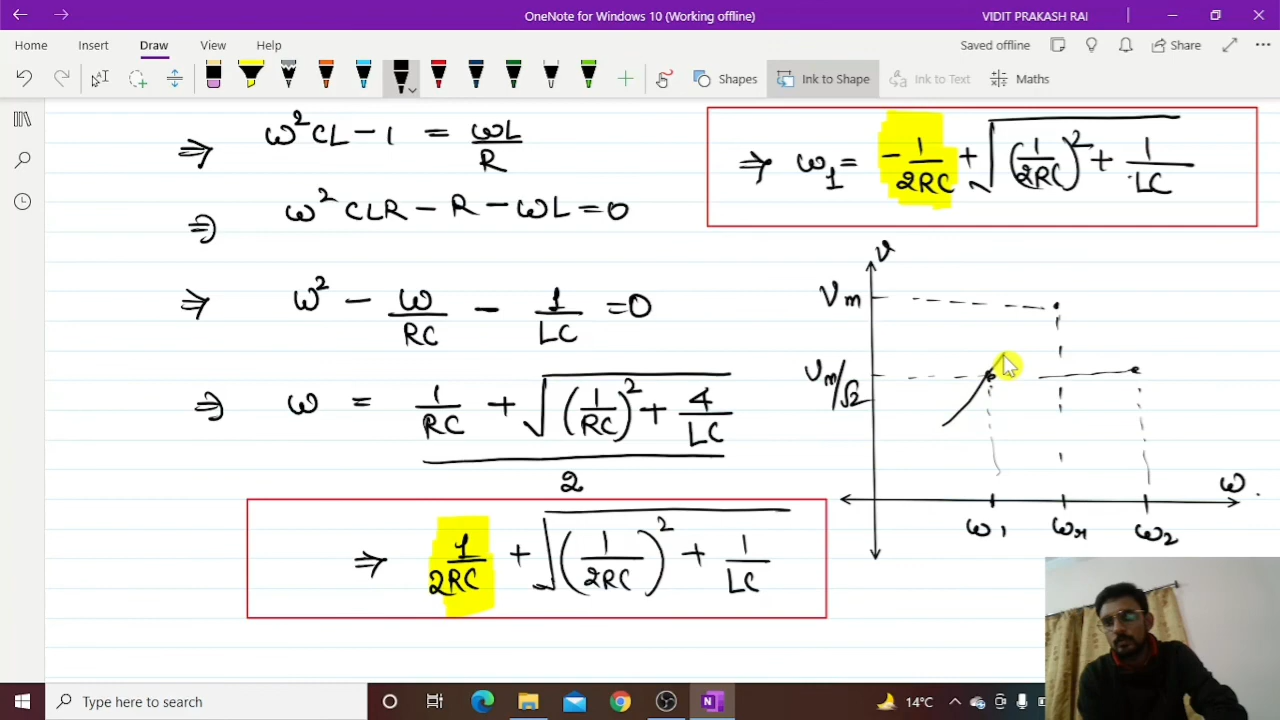 OneNote for Windows 10 (Working offline)
VIDIT PRAKASH RAI
Home Insert Draw View Help
Saved offline
Share
Shapes
Ink to Shape
Ink to Text
Maths
⇒ ω²CL - 1 = ωL/R
⇒ ω²CLR - R - ωL = 0
⇒ ω² - ω/RC - 1/LC = 0
⇒ ω = (1/RC + √((1/RC)² + 4/LC))/2
⇒ 1/2RC + √((1/2RC)² + 1/LC)
⇒ ω1 = -1/2RC + √((1/2RC)² + 1/LC)
v
Vm
Vm/√2
ω
ω1 ωr ω2
Type here to search
14°C